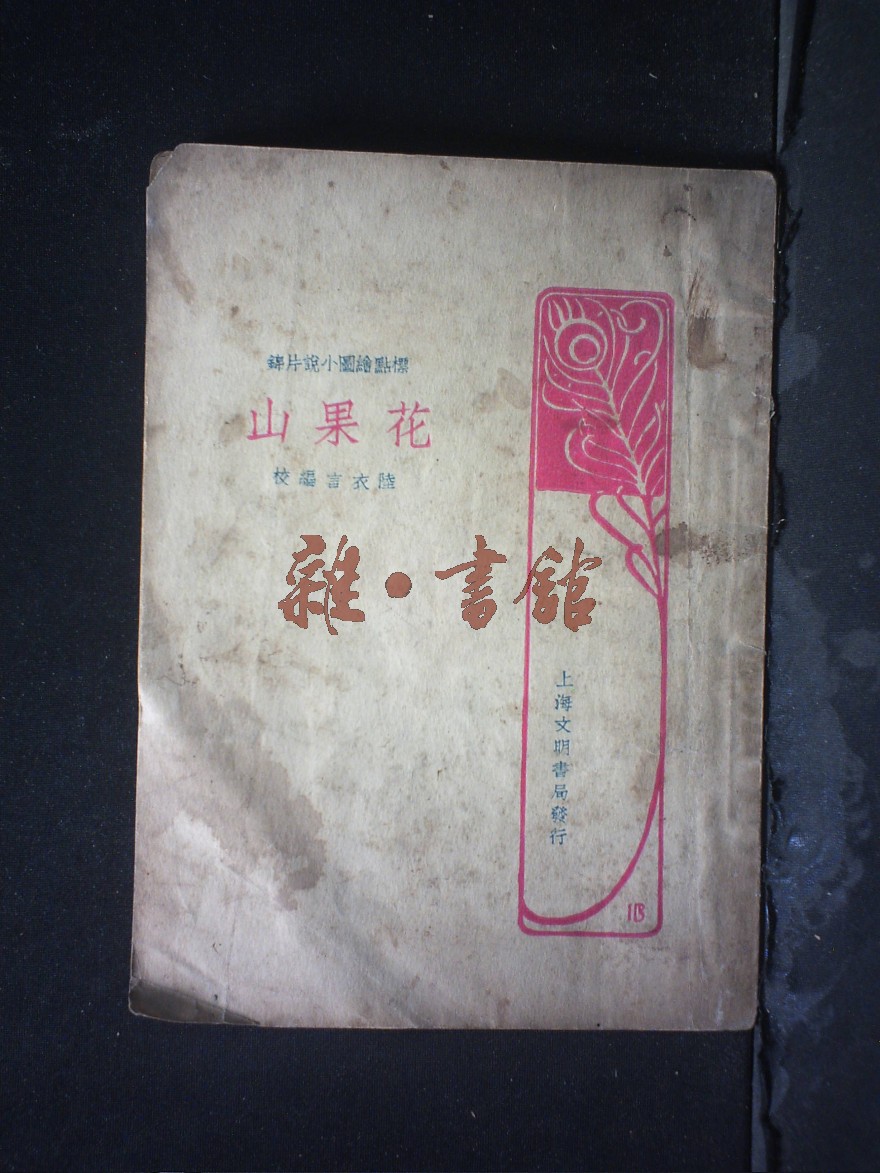 標點繪圖小說片錦
花果山
陸衣言編校
上海文明書局發行
雜·書館